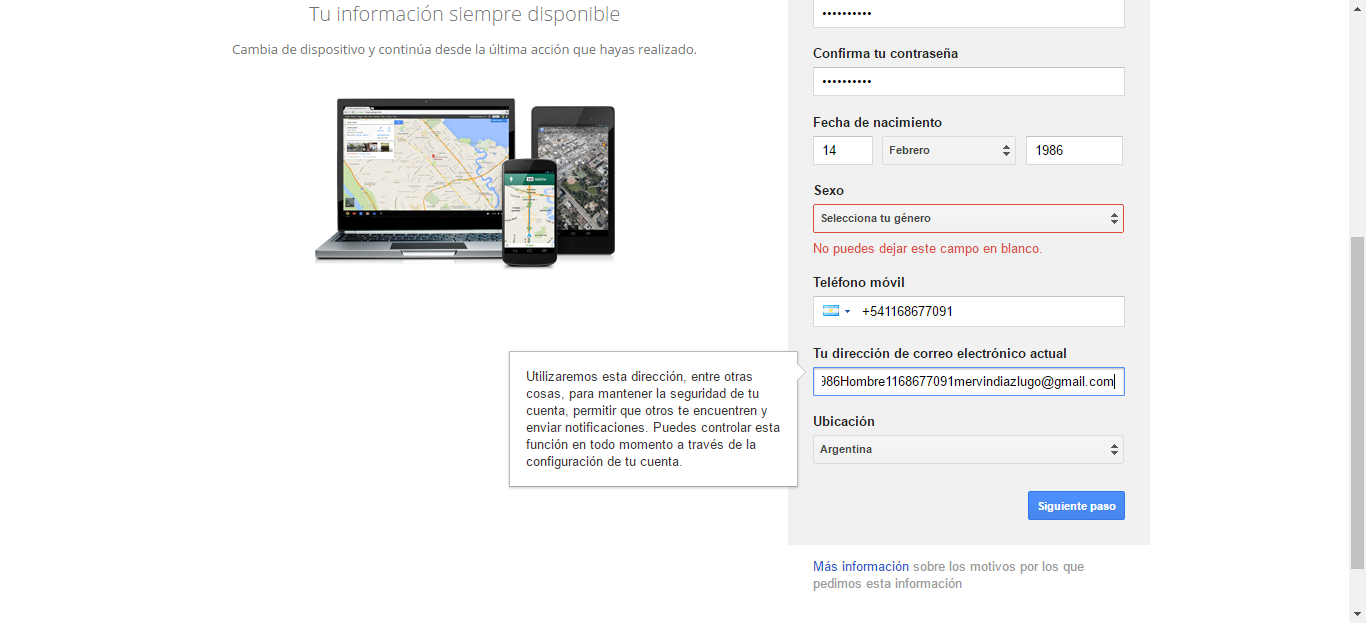 Tu información siempre disponible
Cambia de dispositivo y continúa desde la última acción que hayas realizado.
••••••••••
Confirma tu contraseña
••••••••••
Fecha de nacimiento
14
Febrero
1986
Sexo
Selecciona tu género
No puedes dejar este campo en blanco.
Teléfono móvil
+541168677091
Tu dirección de correo electrónico actual
986Hombre1168677091mervindiazlugo@gmail.com
Utilizaremos esta dirección, entre otras
cosas, para mantener la seguridad de tu
cuenta, permitir que otros te encuentren y
enviar notificaciones. Puedes controlar esta
función en todo momento a través de la
configuración de tu cuenta.
Ubicación
Argentina
Siguiente paso
Más información sobre los motivos por los que
pedimos esta información